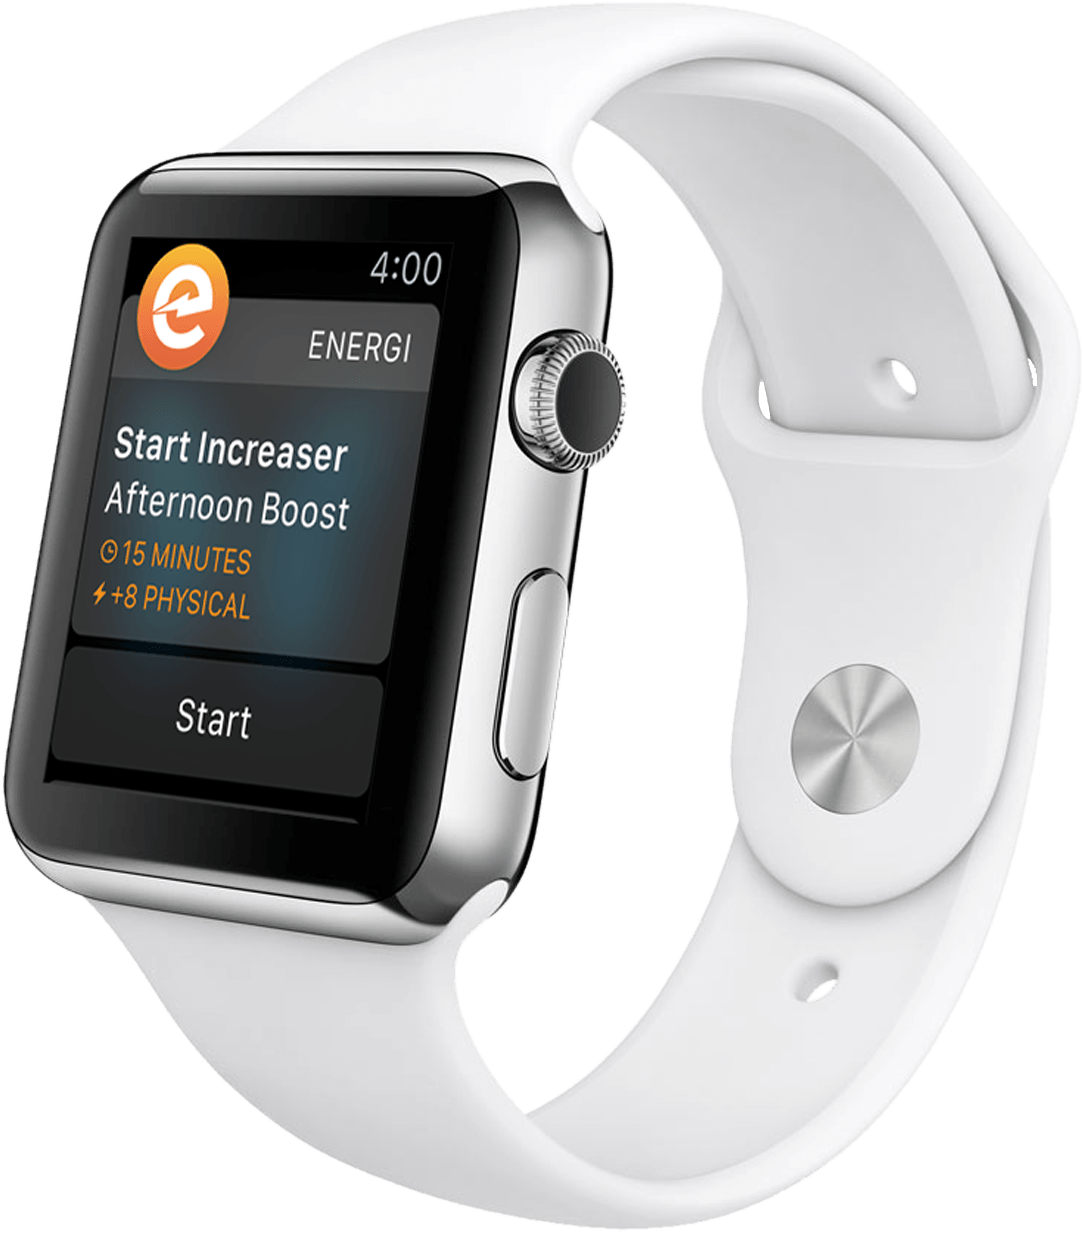 4:00
ENERGI
Start Increaser
Afternoon Boost
15 MINUTES
+8 PHYSICAL
Start